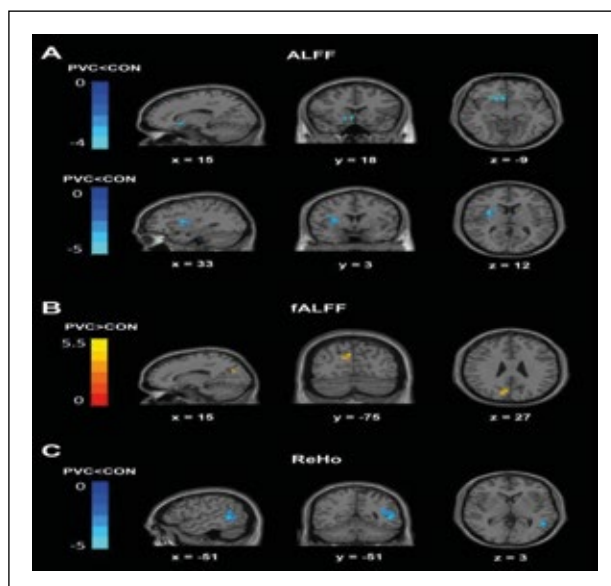 A
ALFF
PVC<CON
0
-4
x = 15
y = 18
z = -9
PVC<CON
0
-5
x = 33
y = 3
z = 12
B
fALFF
PVC>CON
5.5
0
x = 15
y = -75
z = 27
C
ReHo
PVC<CON
0
-5
x = -51
y = -51
z = 3